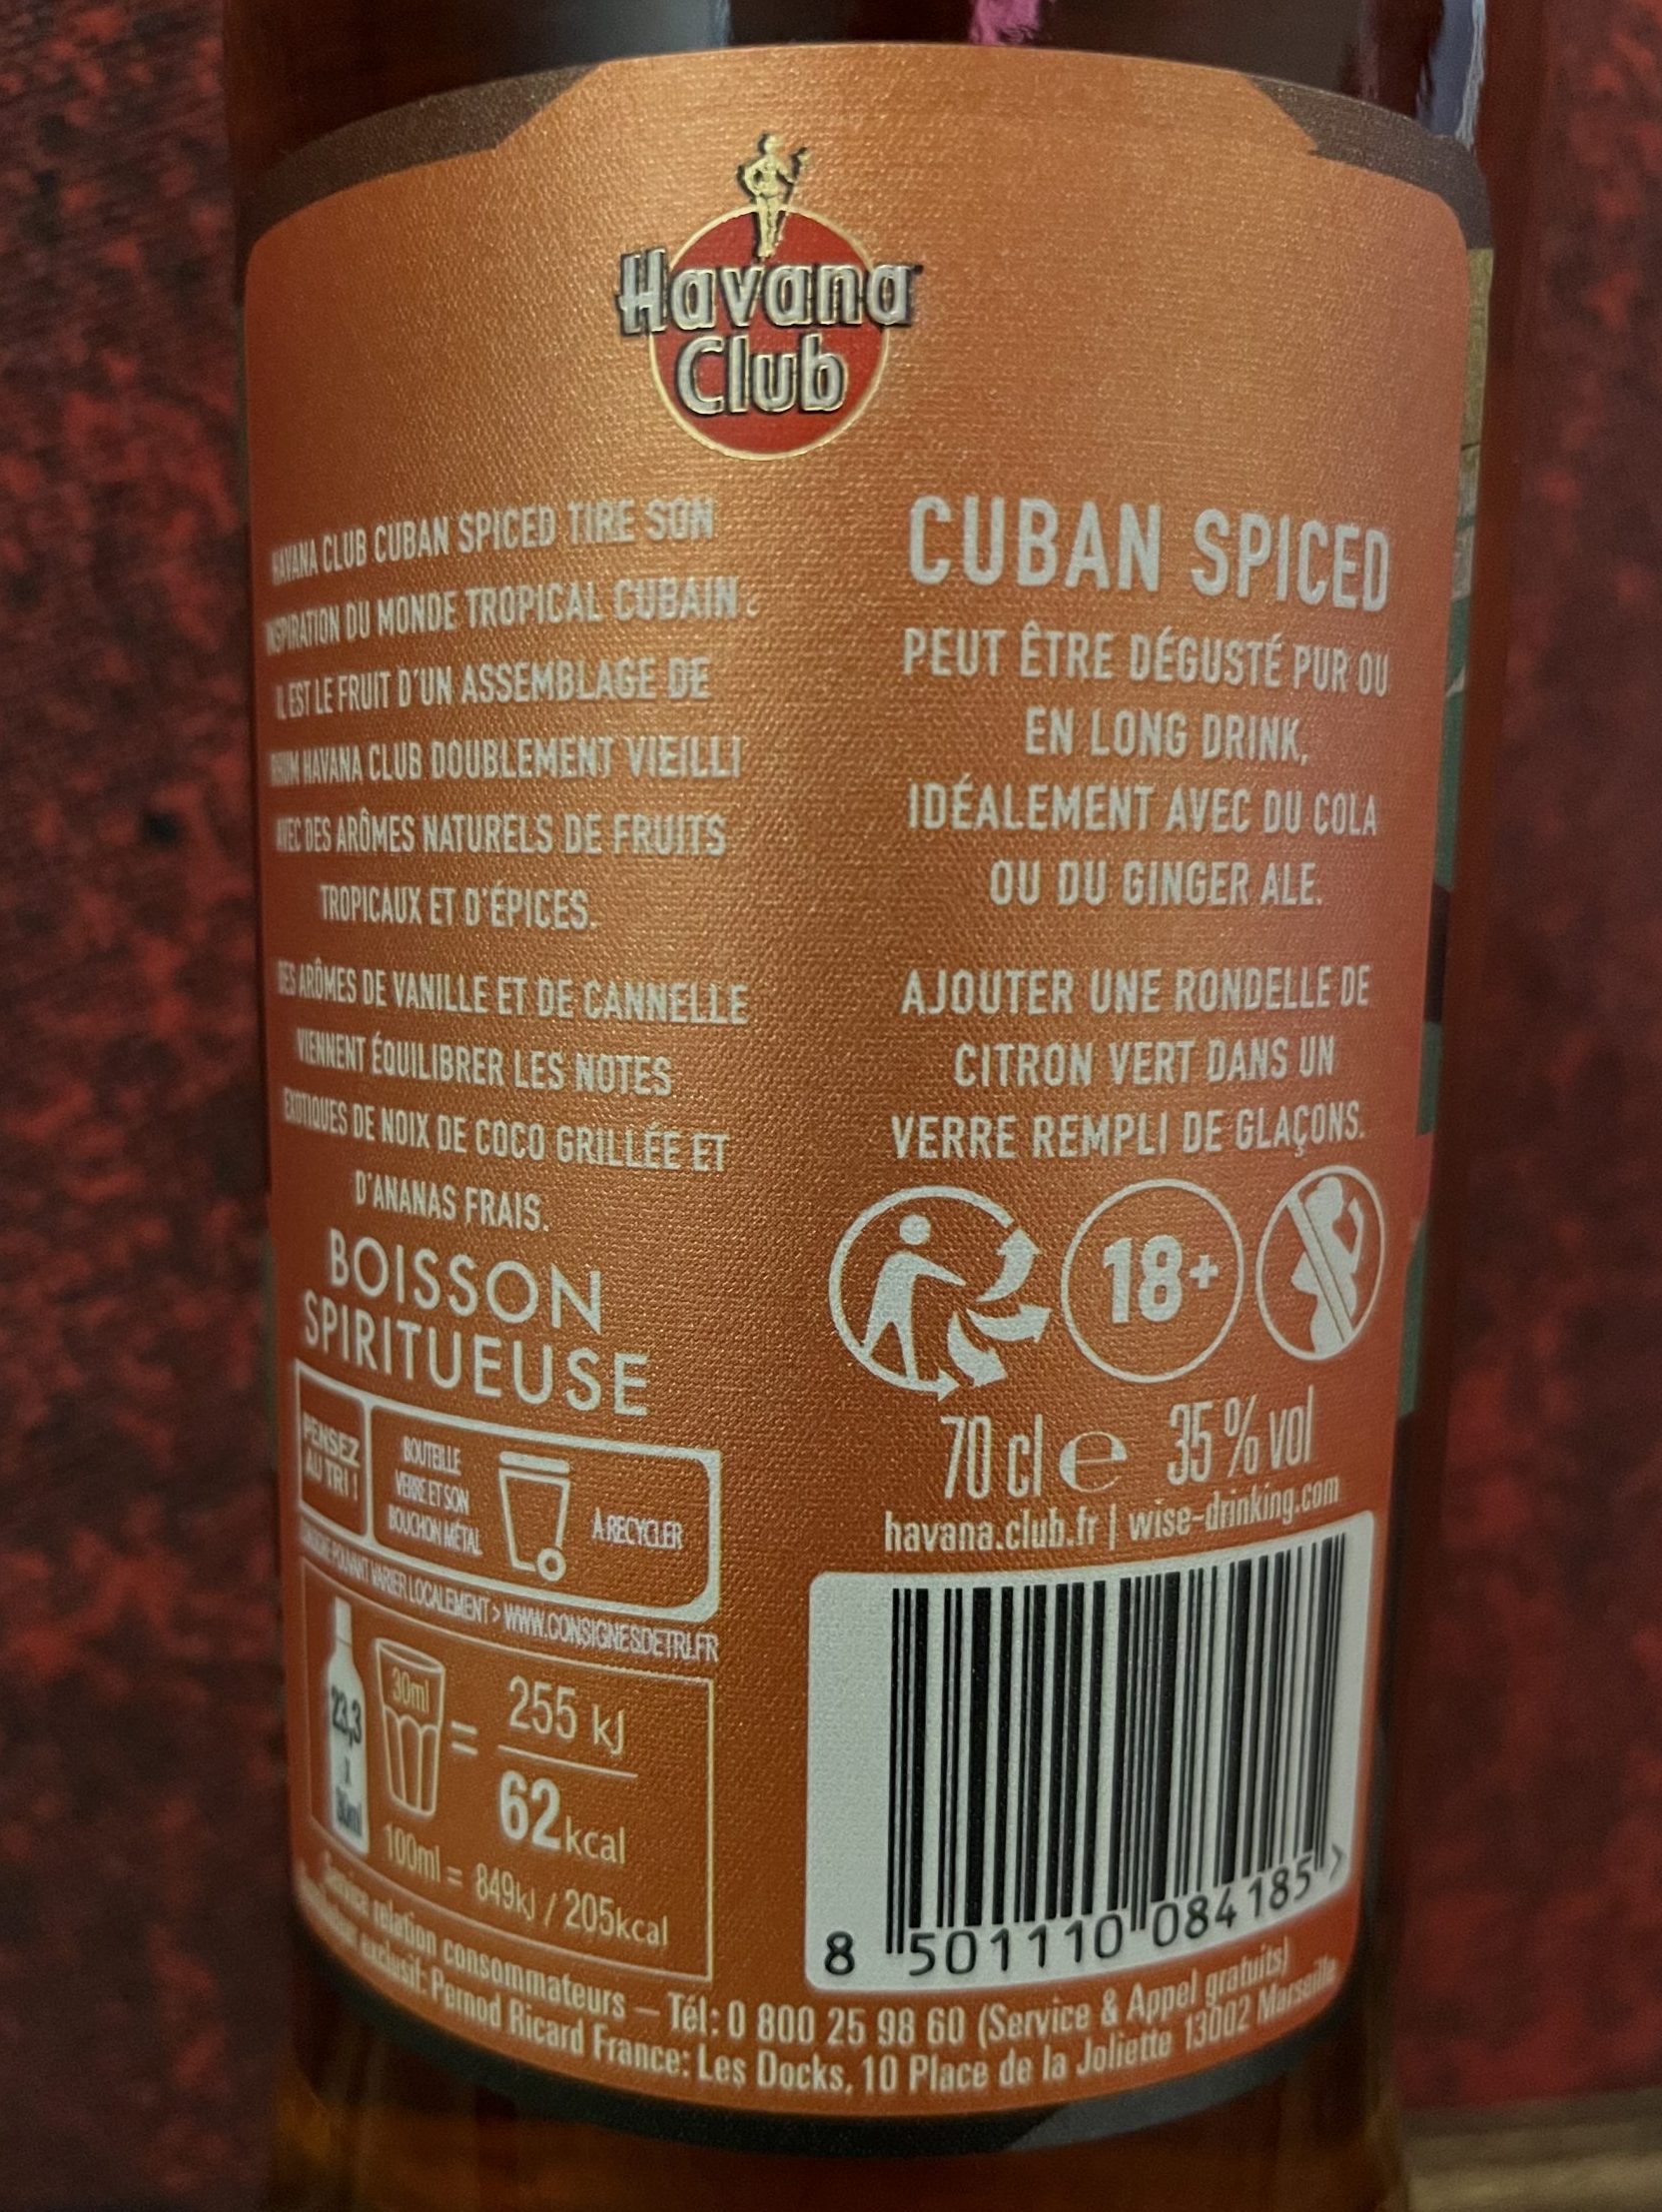 Havana
Club
HAVANA CLUB CUBAN SPICED TIRE SON
INSPIRATION DU MONDE TROPICAL CUBAIN :
IL EST LE FRUIT D'UN ASSEMBLAGE DE
RHUM HAVANA CLUB DOUBLEMENT VIEILLI
AVEC DES ARÔMES NATURELS DE FRUITS
TROPICAUX ET D'ÉPICES.
DES ARÔMES DE VANILLE ET DE CANNELLE
VIENNENT ÉQUILIBRER LES NOTES
EXOTIQUES DE NOIX DE COCO GRILLÉE ET
D'ANANAS FRAIS.
BOISSON
SPIRITUEUSE
PENSEZ
AU TRI !
BOUTEILLE
VERRE ET SON
BOUCHON MÉTAL
À RECYCLER
CONSIGNE POUVANT VARIER LOCALEMENT > WWW.CONSIGNESDETRI.FR
23,3
x
30ml
30ml
=
255 kJ
62kcal
100ml = 849kJ / 205kcal
CUBAN SPICED
PEUT ÊTRE DÉGUSTÉ PUR OU
EN LONG DRINK,
IDÉALEMENT AVEC DU COLA
OU DU GINGER ALE.
AJOUTER UNE RONDELLE DE
CITRON VERT DANS UN
VERRE REMPLI DE GLAÇONS.
18+
70 cl e 35 % vol
havana.club.fr | wise-drinking.com
8 501110 084185 >
Service relation consommateurs – Tél: 0 800 25 98 60 (Service & Appel gratuits)
exclusif: Pernod Ricard France: Les Docks, 10 Place de la Joliette 13002 Marseille